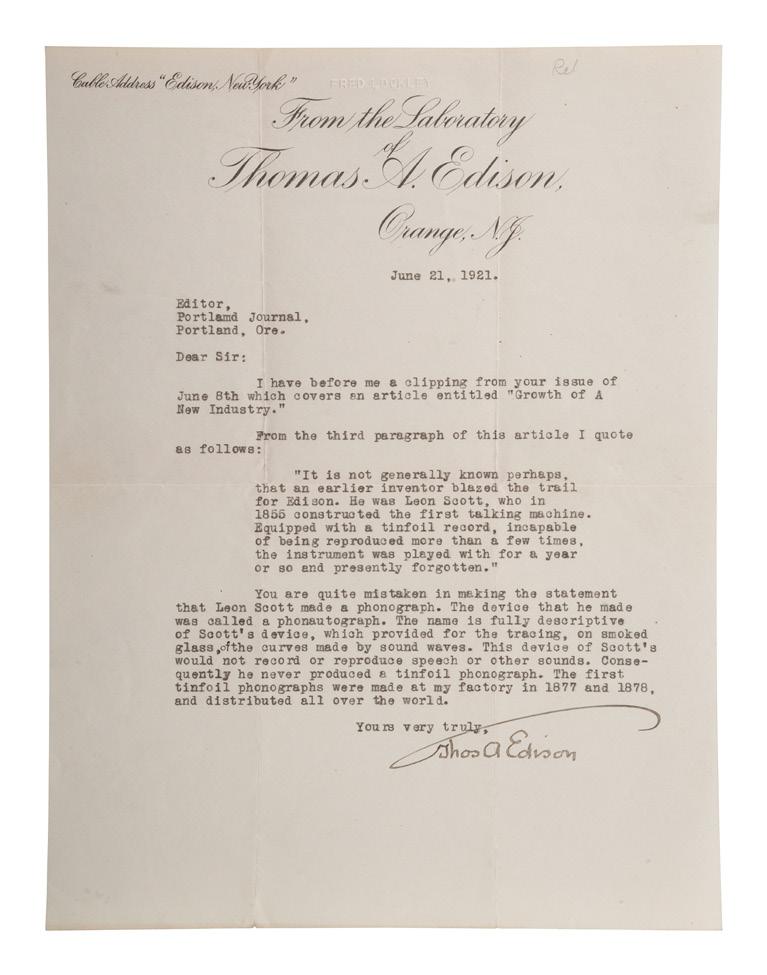 Cable Address "Edison, New York"
FRED LOCKLEY
Rel
From the Laboratory
of
Thomas A. Edison,
Orange, N.J.
June 21, 1921.
Editor,
Portlamd Journal,
Portland, Ore.
Dear Sir:
I have before me a clipping from your issue of
June 8th which covers an article entitled "Growth of A
New Industry."
From the third paragraph of this article I quote
as follows:
"It is not generally known perhaps,
that an earlier inventor blazed the trail
for Edison. He was Leon Scott, who in
1855 constructed the first talking machine.
Equipped with a tinfoil record, incapable
of being reproduced more than a few times,
the instrument was played with for a year
or so and presently forgotten."
You are quite mistaken in making the statement
that Leon Scott made a phonograph. The device that he made
was called a phonautograph. The name is fully descriptive
of Scott's device, which provided for the tracing, on smoked
glass, of the curves made by sound waves. This device of Scott's
would not record or reproduce speech or other sounds. Conse-
quently he never produced a tinfoil phonograph. The first
tinfoil phonographs were made at my factory in 1877 and 1878,
and distributed all over the world.
Yours very truly,
Thos A Edison